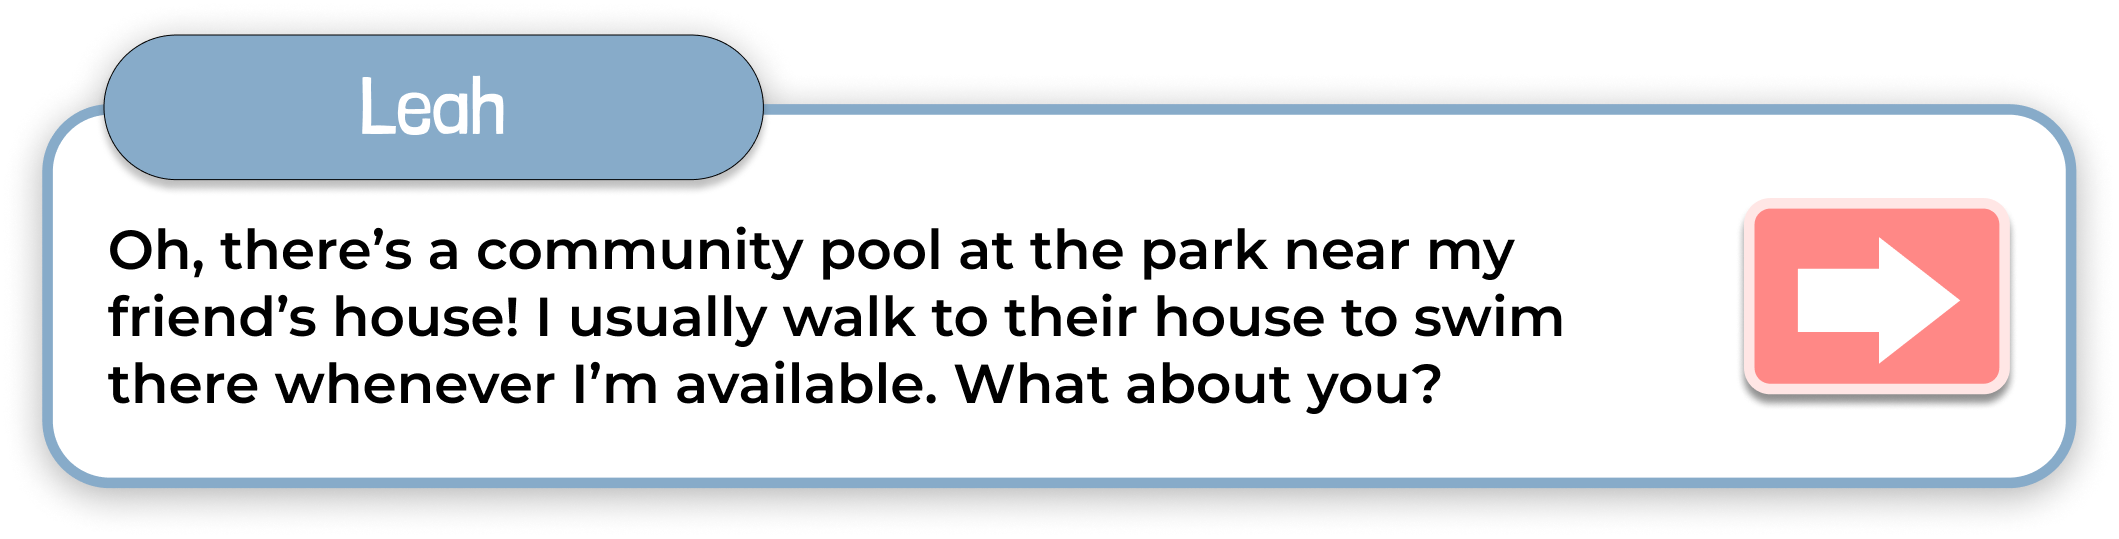 Leah
Oh, there’s a community pool at the park near my
friend’s house! I usually walk to their house to swim
there whenever I’m available. What about you?